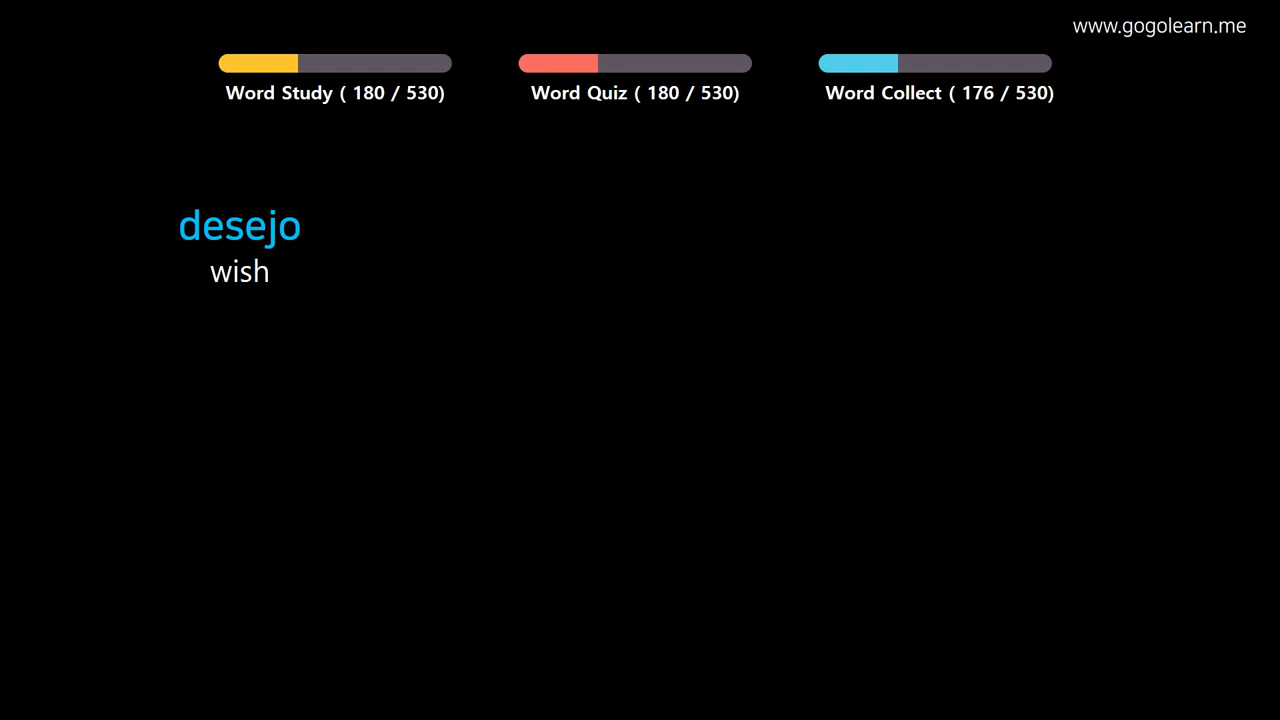 www.gogolearn.me
Word Study ( 180 / 530)
Word Quiz ( 180 / 530)
Word Collect ( 176 / 530)
desejo
wish